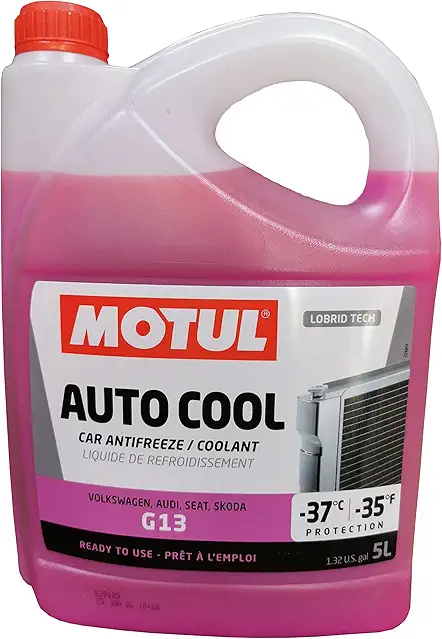 MOTUL
MOTUL®
LOBRID TECH
AUTO COOL
CAR ANTIFREEZE / COOLANT
LIQUIDE DE REFROIDISSEMENT
VOLKSWAGEN, AUDI, SEAT, SKODA
G13
-37°C -35°F
PROTECTION
READY TO USE - PRÊT À L'EMPLOI
1.32 U.S. gal 5L